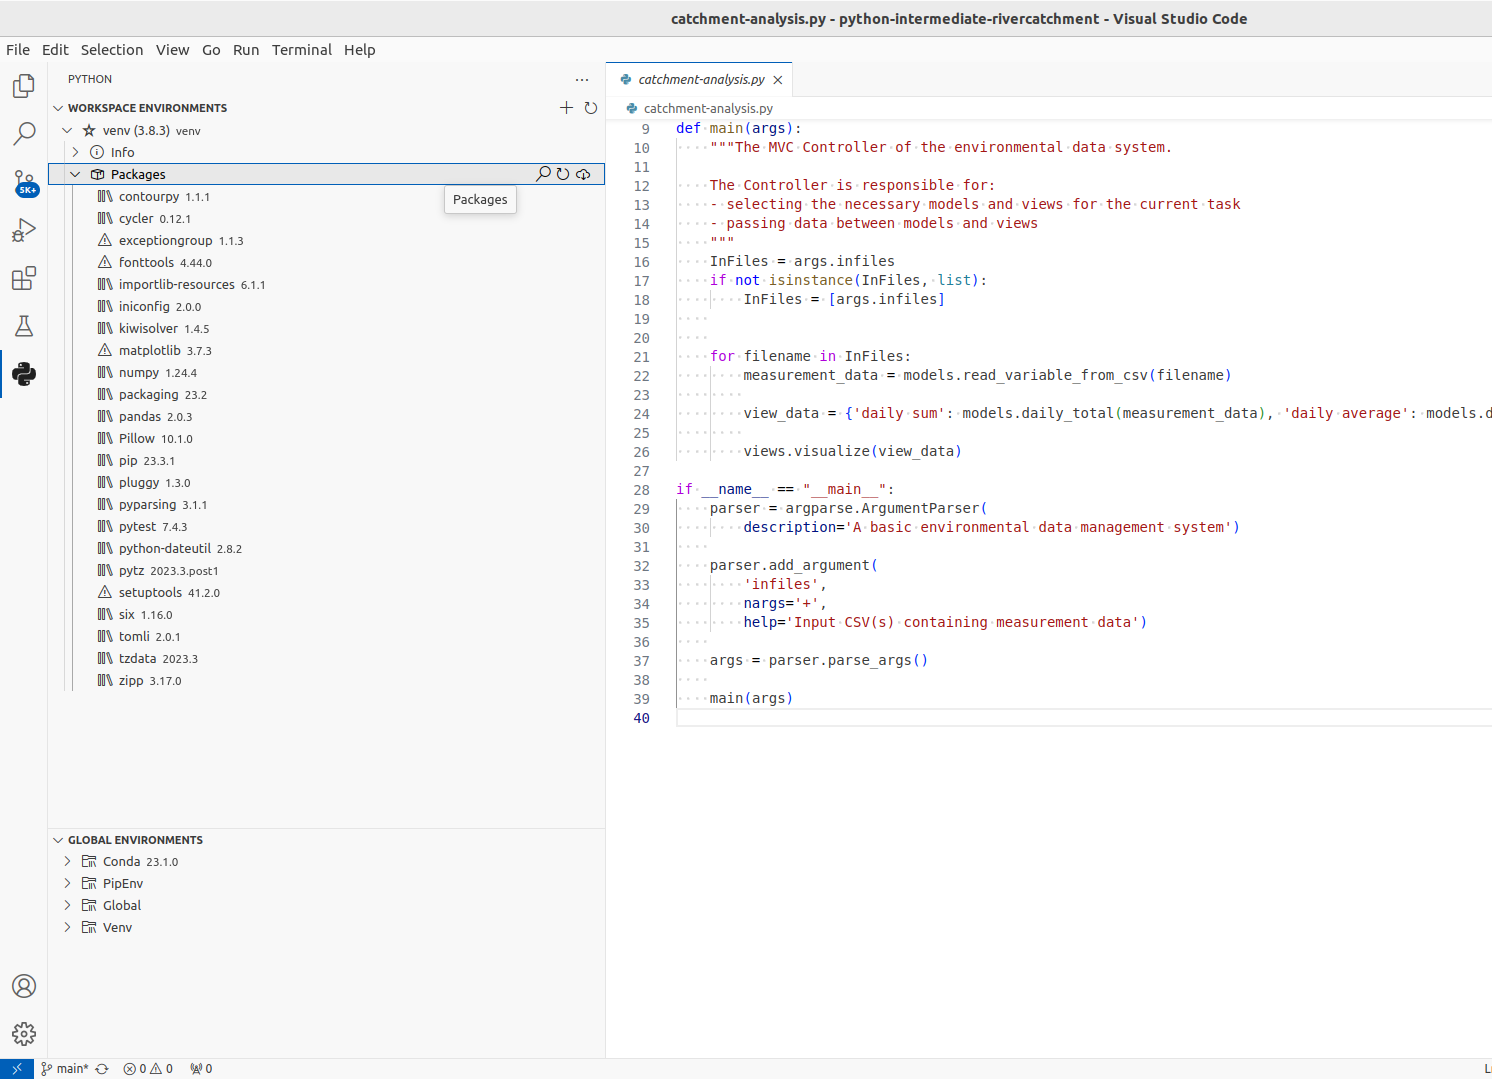 catchment-analysis.py - python-intermediate-rivercatchment - Visual Studio Code
File Edit Selection View Go Run Terminal Help
PYTHON
WORKSPACE ENVIRONMENTS
venv (3.8.3) venv
Info
Packages
Packages
contourpy 1.1.1
cycler 0.12.1
exceptiongroup 1.1.3
fonttools 4.44.0
importlib-resources 6.1.1
iniconfig 2.0.0
kiwisolver 1.4.5
matplotlib 3.7.3
numpy 1.24.4
packaging 23.2
pandas 2.0.3
Pillow 10.1.0
pip 23.3.1
pluggy 1.3.0
pyparsing 3.1.1
pytest 7.4.3
python-dateutil 2.8.2
pytz 2023.3.post1
setuptools 41.2.0
six 1.16.0
tomli 2.0.1
tzdata 2023.3
zipp 3.17.0
GLOBAL ENVIRONMENTS
Conda 23.1.0
PipEnv
Global
Venv
5K+
catchment-analysis.py
catchment-analysis.py
9 def main(args):
10 """The MVC Controller of the environmental data system.
11
12 The Controller is responsible for:
13 - selecting the necessary models and views for the current task
14 - passing data between models and views
15 """
16 InFiles = args.infiles
17 if not isinstance(InFiles, list):
18 InFiles = [args.infiles]
19
20
21 for filename in InFiles:
22 measurement_data = models.read_variable_from_csv(filename)
23
24 view_data = {'daily sum': models.daily_total(measurement_data), 'daily average': models.d
25
26 views.visualize(view_data)
27
28 if __name__ == "__main__":
29 parser = argparse.ArgumentParser(
30 description='A basic environmental data management system')
31
32 parser.add_argument(
33 'infiles',
34 nargs='+',
35 help='Input CSV(s) containing measurement data')
36
37 args = parser.parse_args()
38
39 main(args)
40
main* 0 0 0 L